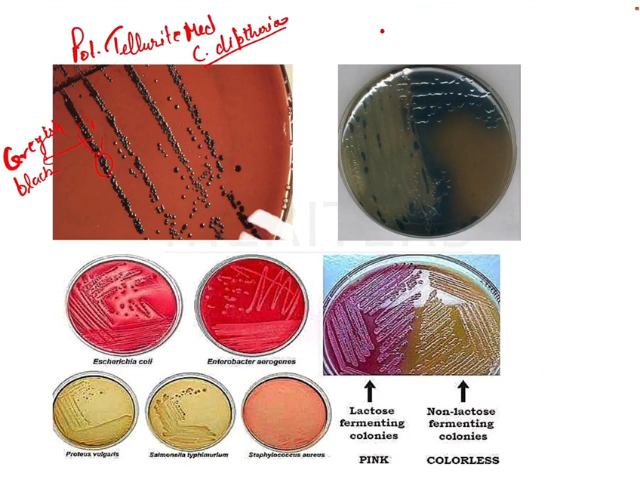 Pot. Tellurite Med
C. diptheriae
Greyish
black
Escherichia coli
Enterobacter aerogenes
Proteus vulgaris
Salmonella typhimurium
Staphylococcus aureus
Lactose
fermenting
colonies
PINK
Non-lactose
fermenting
colonies
COLORLESS